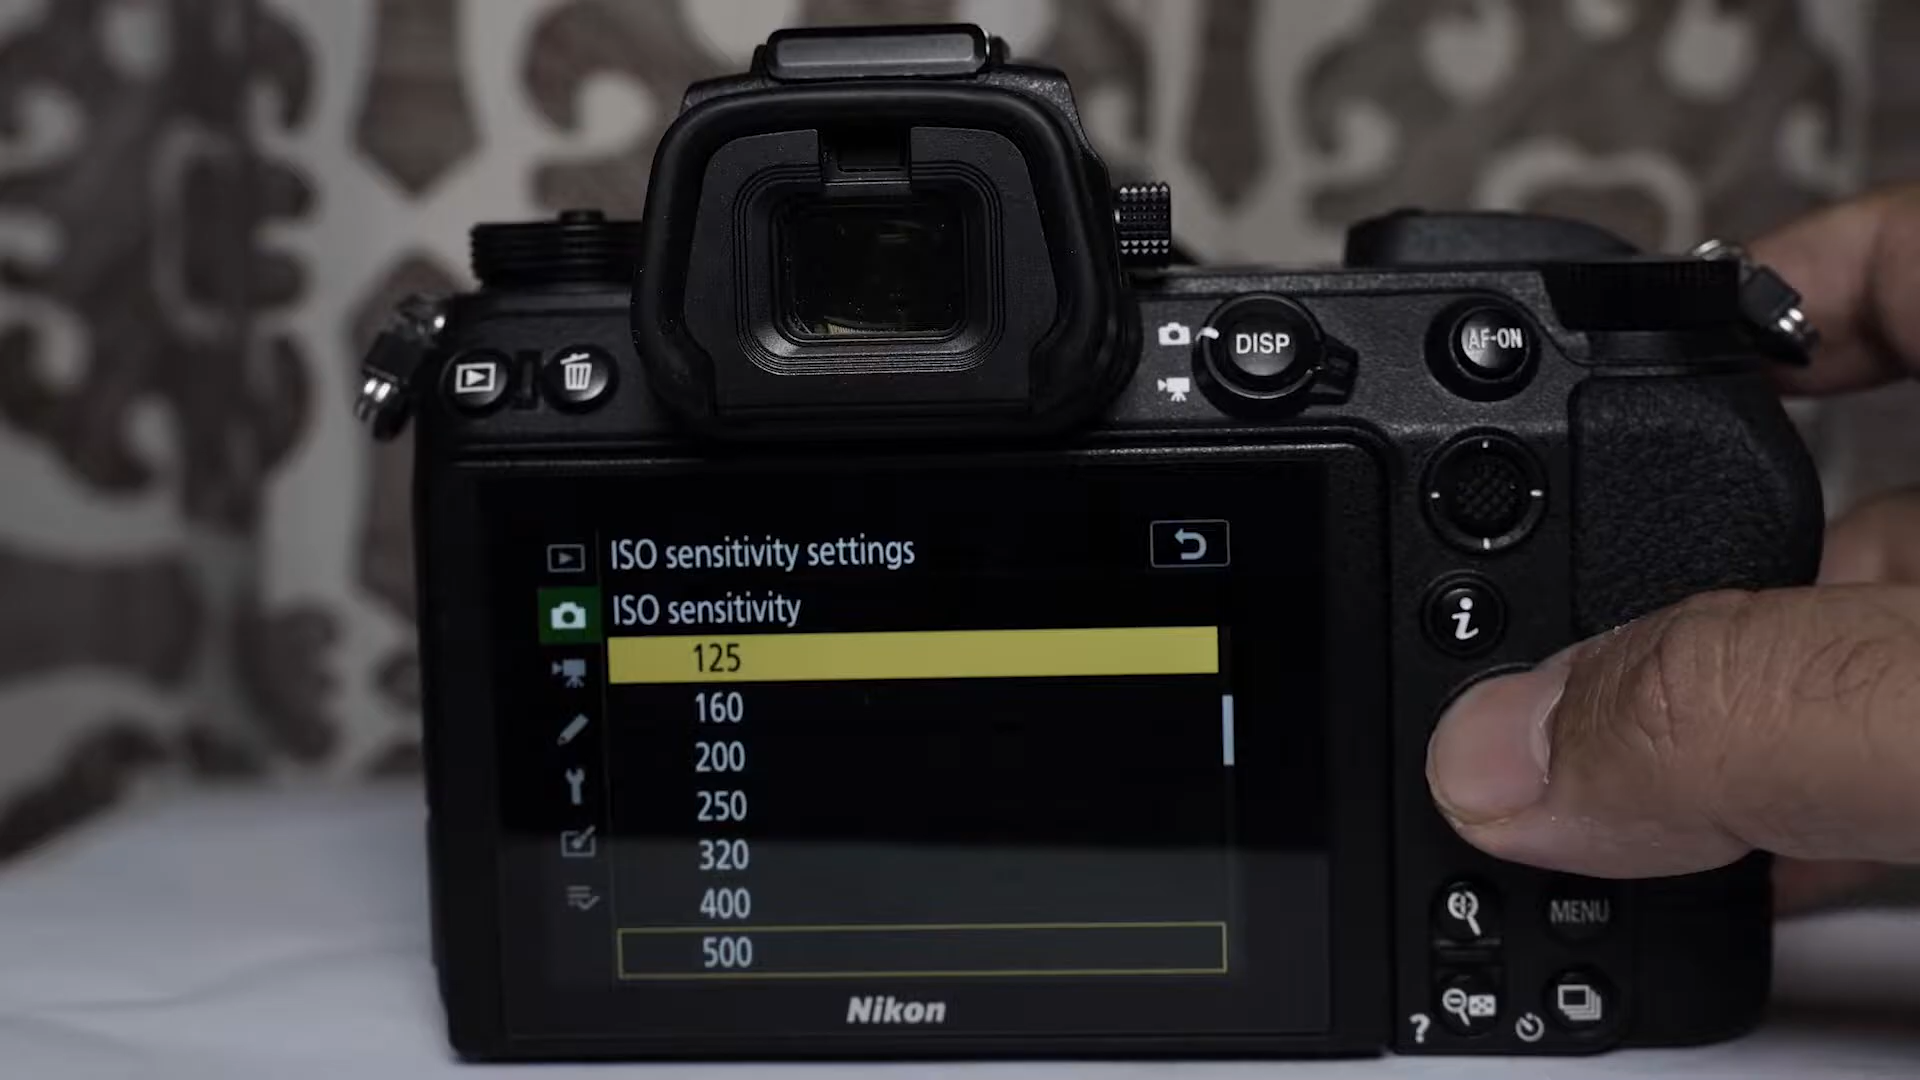 DISP
AF-ON
ISO sensitivity settings
ISO sensitivity
125
160
200
250
320
400
500
i
MENU
Nikon
?